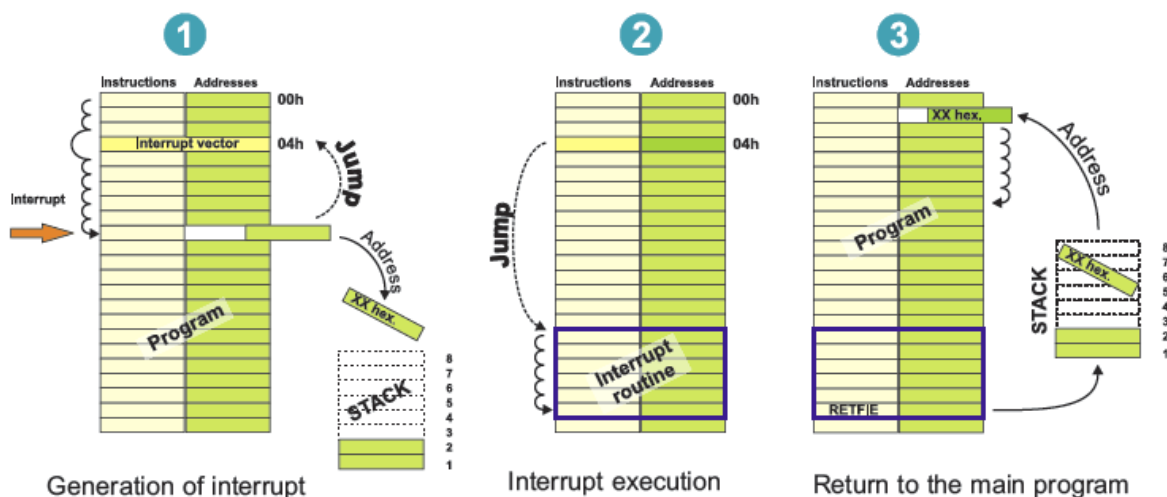 1
Instructions Addresses
00h
Interrupt vector
04h
Jump
Interrupt
Address
XX hex.
Program
8
7
6
5
4
3
2
1
STACK
Generation of interrupt
2
Instructions Addresses
00h
04h
Jump
Interrupt
routine
Interrupt execution
3
Instructions Addresses
XX hex.
Address
Program
XX hex.
STACK
8
7
6
5
4
3
2
1
RETFIE
Return to the main program